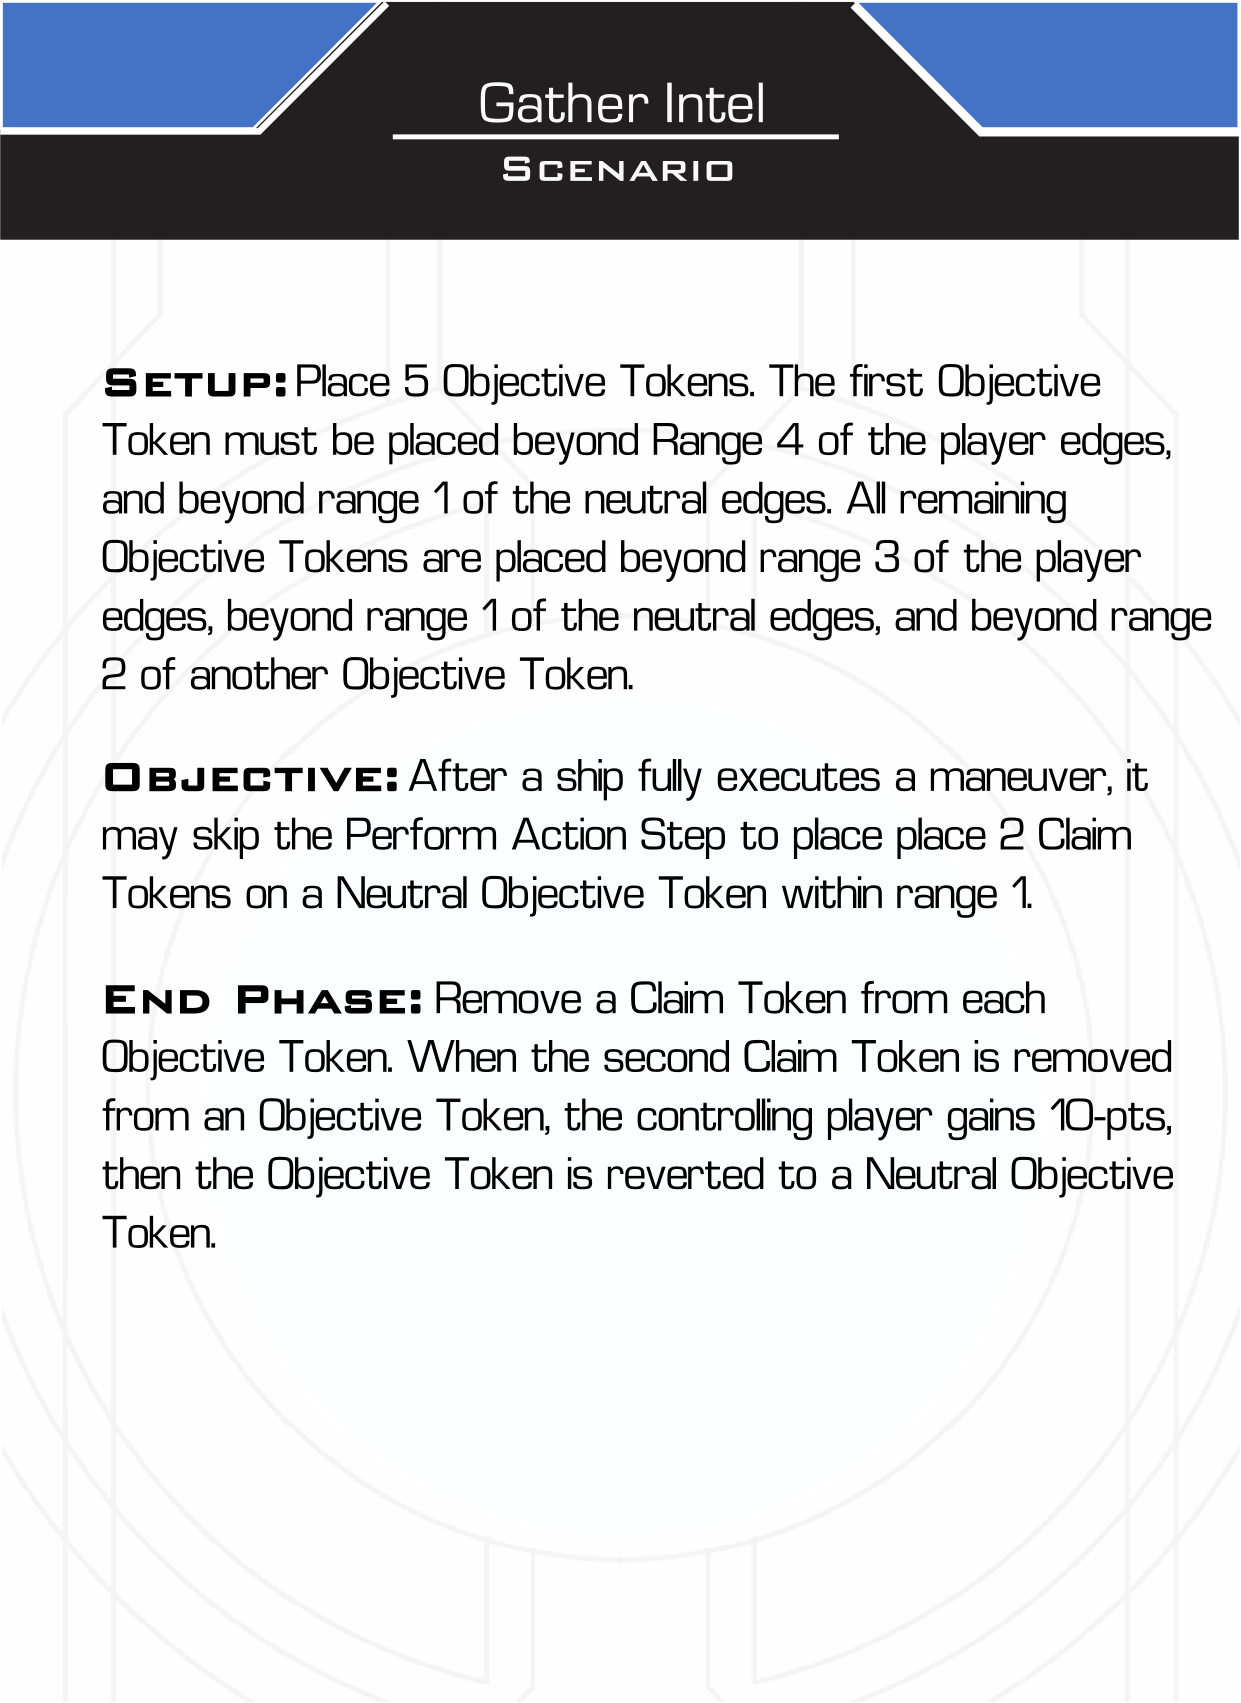 Gather Intel
Scenario
Setup: Place 5 Objective Tokens. The first Objective
Token must be placed beyond Range 4 of the player edges,
and beyond range 1 of the neutral edges. All remaining
Objective Tokens are placed beyond range 3 of the player
edges, beyond range 1 of the neutral edges, and beyond range
2 of another Objective Token.
Objective: After a ship fully executes a maneuver, it
may skip the Perform Action Step to place place 2 Claim
Tokens on a Neutral Objective Token within range 1.
End Phase: Remove a Claim Token from each
Objective Token. When the second Claim Token is removed
from an Objective Token, the controlling player gains 10-pts,
then the Objective Token is reverted to a Neutral Objective
Token.